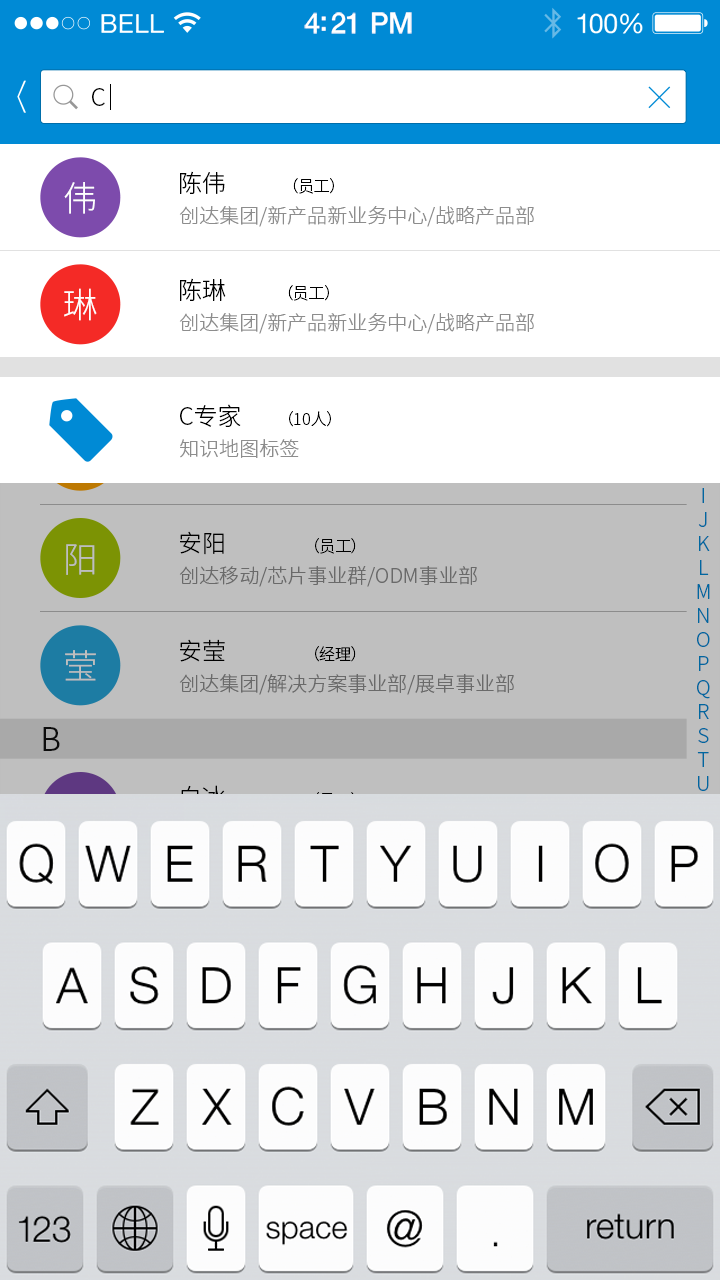 BELL 4:21 PM 100%
C
伟
陈伟 （员工）
创达集团/新产品新业务中心/战略产品部
琳
陈琳 （员工）
创达集团/新产品新业务中心/战略产品部
C专家 （10人）
知识地图标签
阳
安阳 （员工）
创达移动/芯片事业群/ODM事业部
莹
安莹 （经理）
创达集团/解决方案事业部/展卓事业部
B
I
J
K
L
M
N
O
P
Q
R
S
T
U
Q W E R T Y U I O P
A S D F G H J K L
Z X C V B N M
123 space @ . return